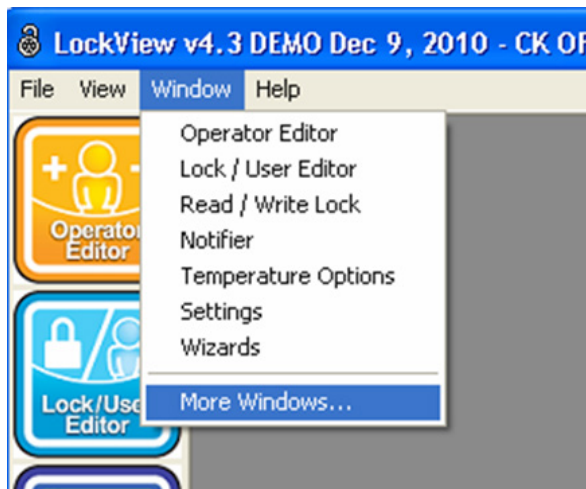 LockView v4.3 DEMO Dec 9, 2010 - CK OF
File View Window Help
Operator Editor
Lock / User Editor
Read / Write Lock
Notifier
Temperature Options
Settings
Wizards
More Windows...
Operator
Editor
Lock/Use
Editor